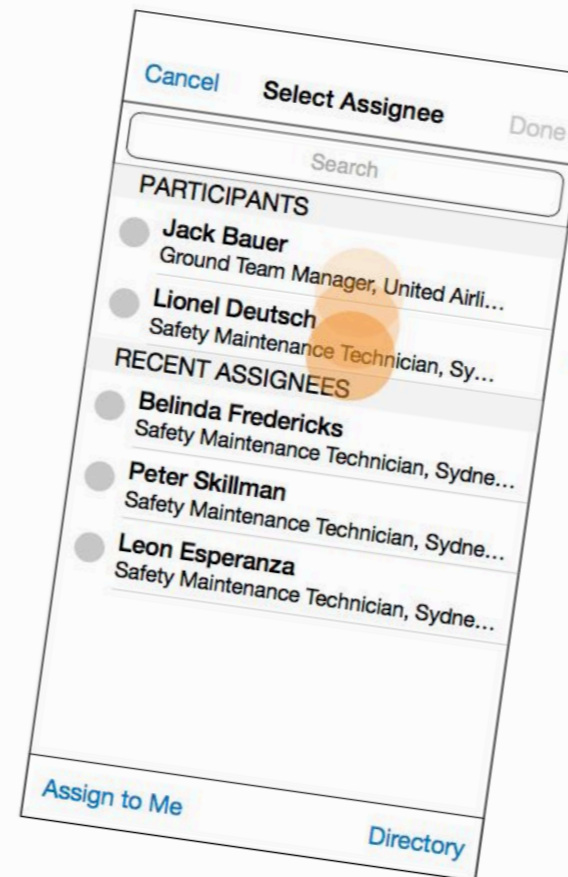 Cancel Select Assignee Done
Search
PARTICIPANTS
Jack Bauer
Ground Team Manager, United Airli...
Lionel Deutsch
Safety Maintenance Technician, Sy...
RECENT ASSIGNEES
Belinda Fredericks
Safety Maintenance Technician, Sydne...
Peter Skillman
Safety Maintenance Technician, Sydne...
Leon Esperanza
Safety Maintenance Technician, Sydne...
Assign to Me Directory